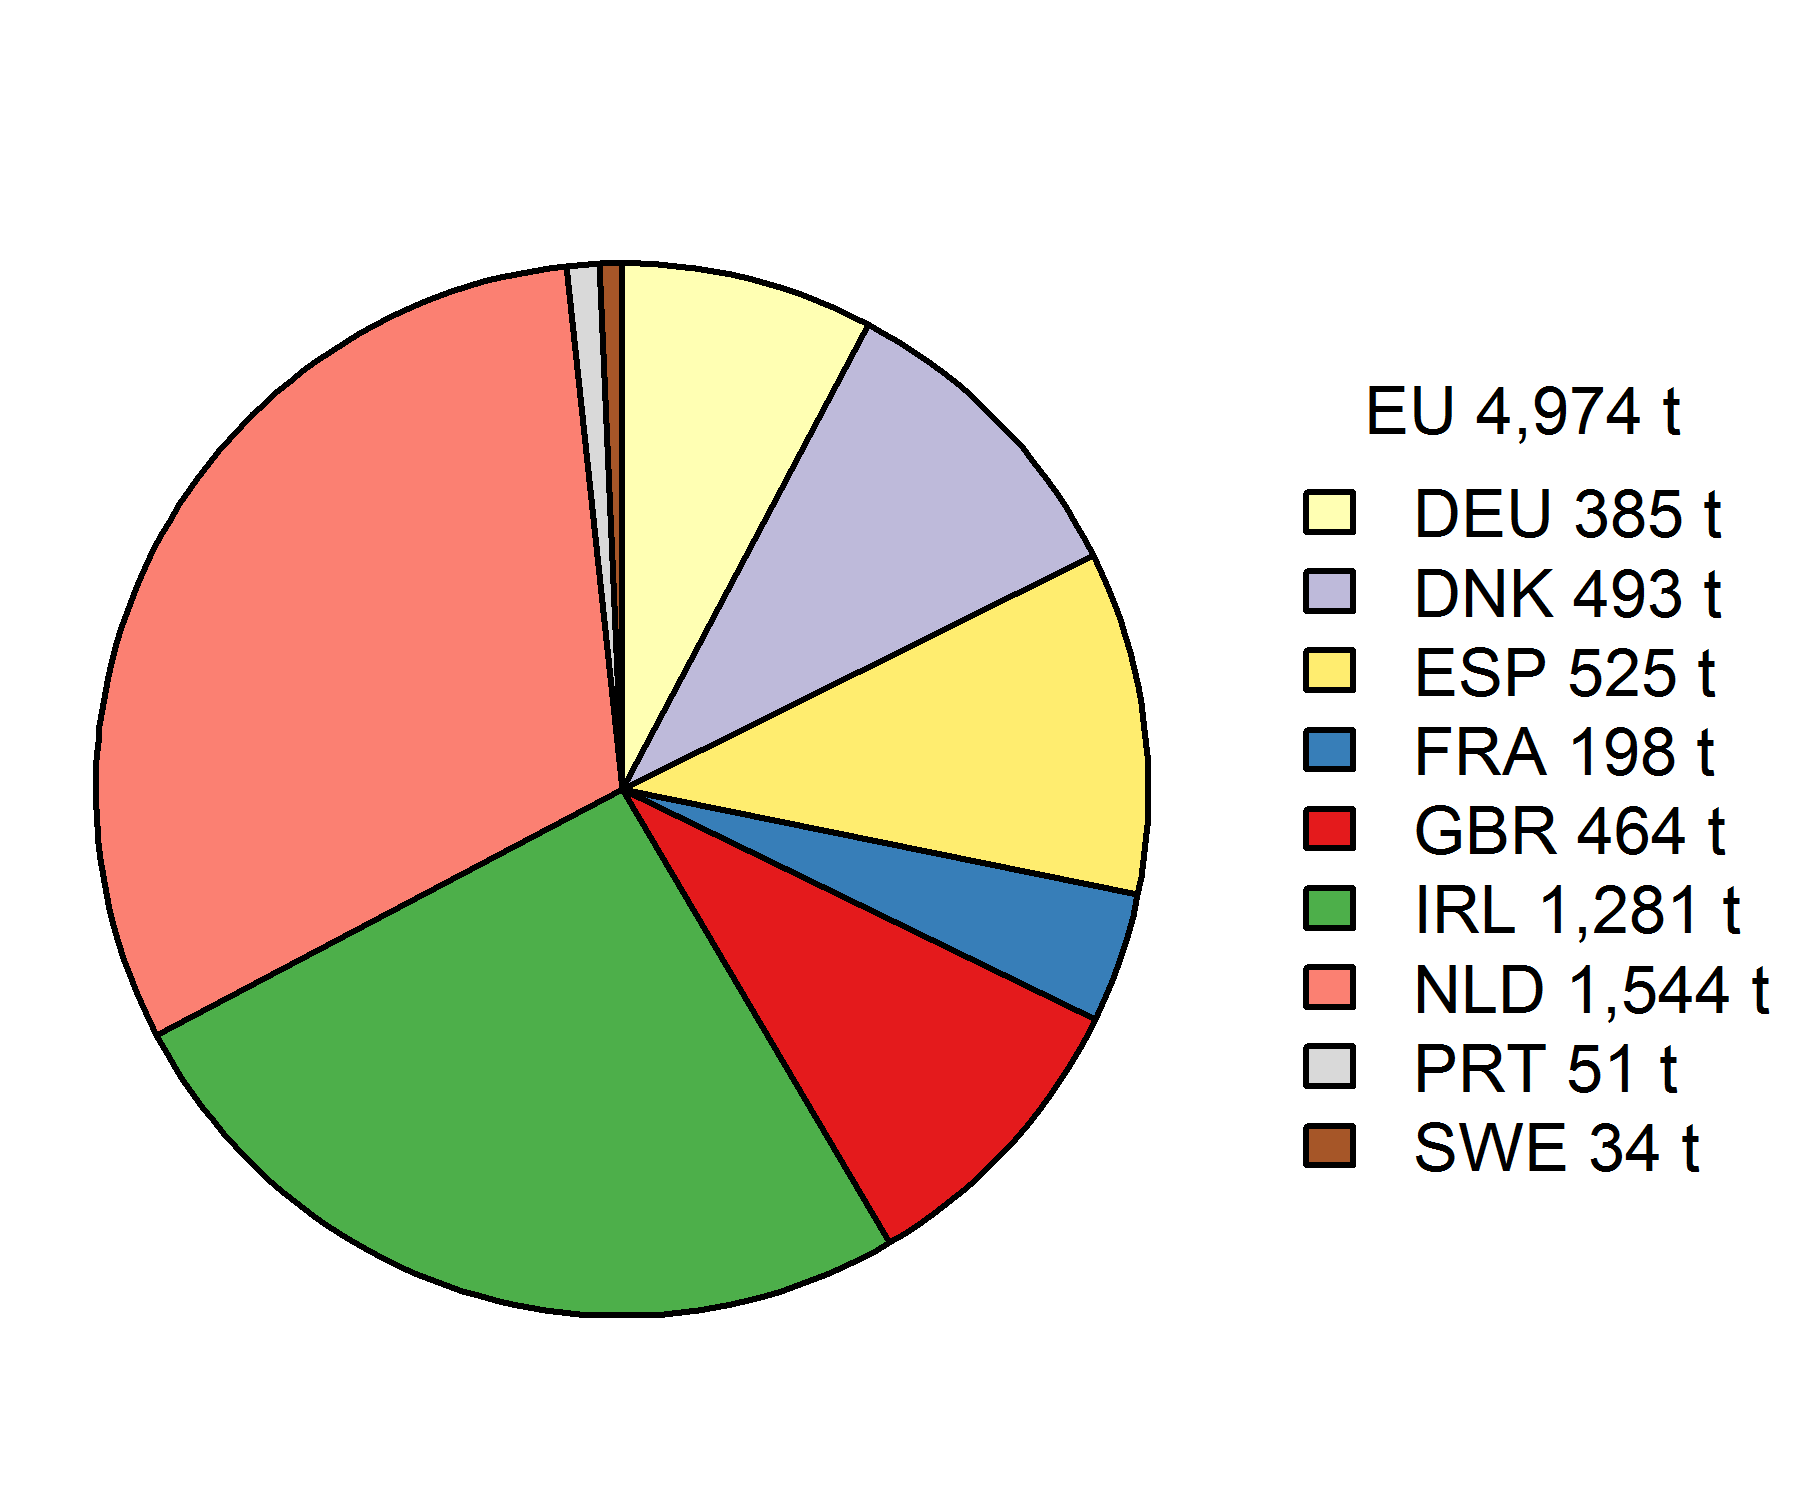 EU 4,974 t
DEU 385 t
DNK 493 t
ESP 525 t
FRA 198 t
GBR 464 t
IRL 1,281 t
NLD 1,544 t
PRT 51 t
SWE 34 t